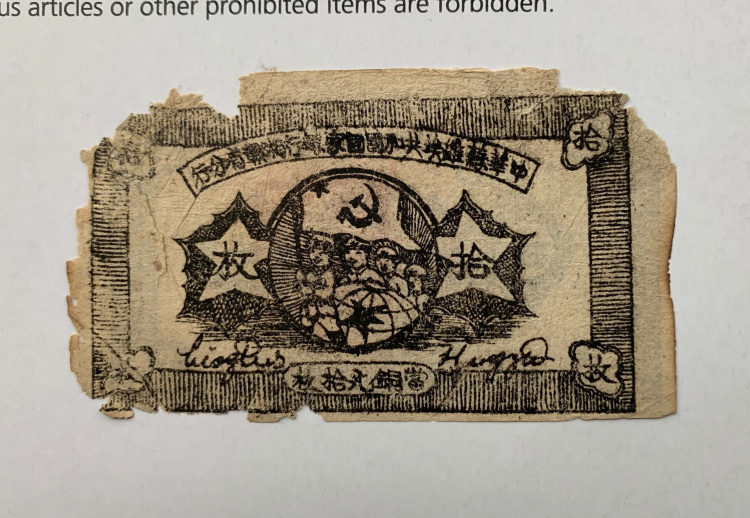 us articles or other prohibited items are forbidden.
拾
拾
中華蘇維埃共和國國家銀行湘贛省分行
拾
枚
枚
當銅元拾枚